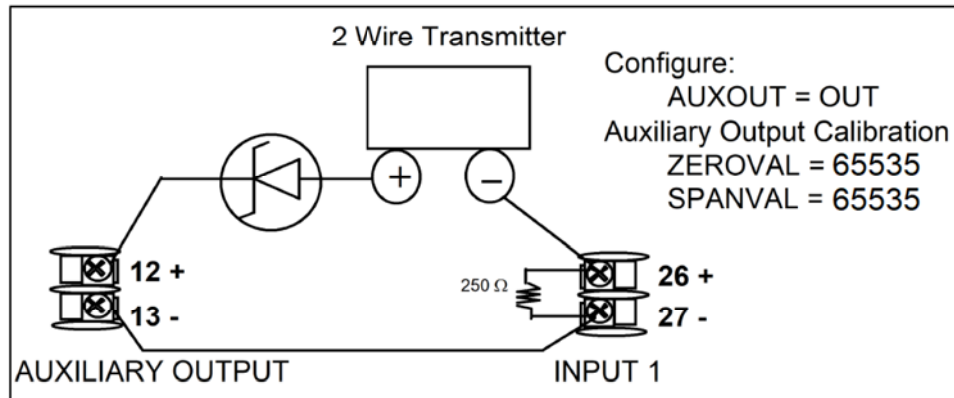 2 Wire Transmitter
Configure:
AUXOUT = OUT
Auxiliary Output Calibration
ZEROVAL = 65535
SPANVAL = 65535
+
−
12 +
13 -
250 Ω
26 +
27 -
AUXILIARY OUTPUT
INPUT 1